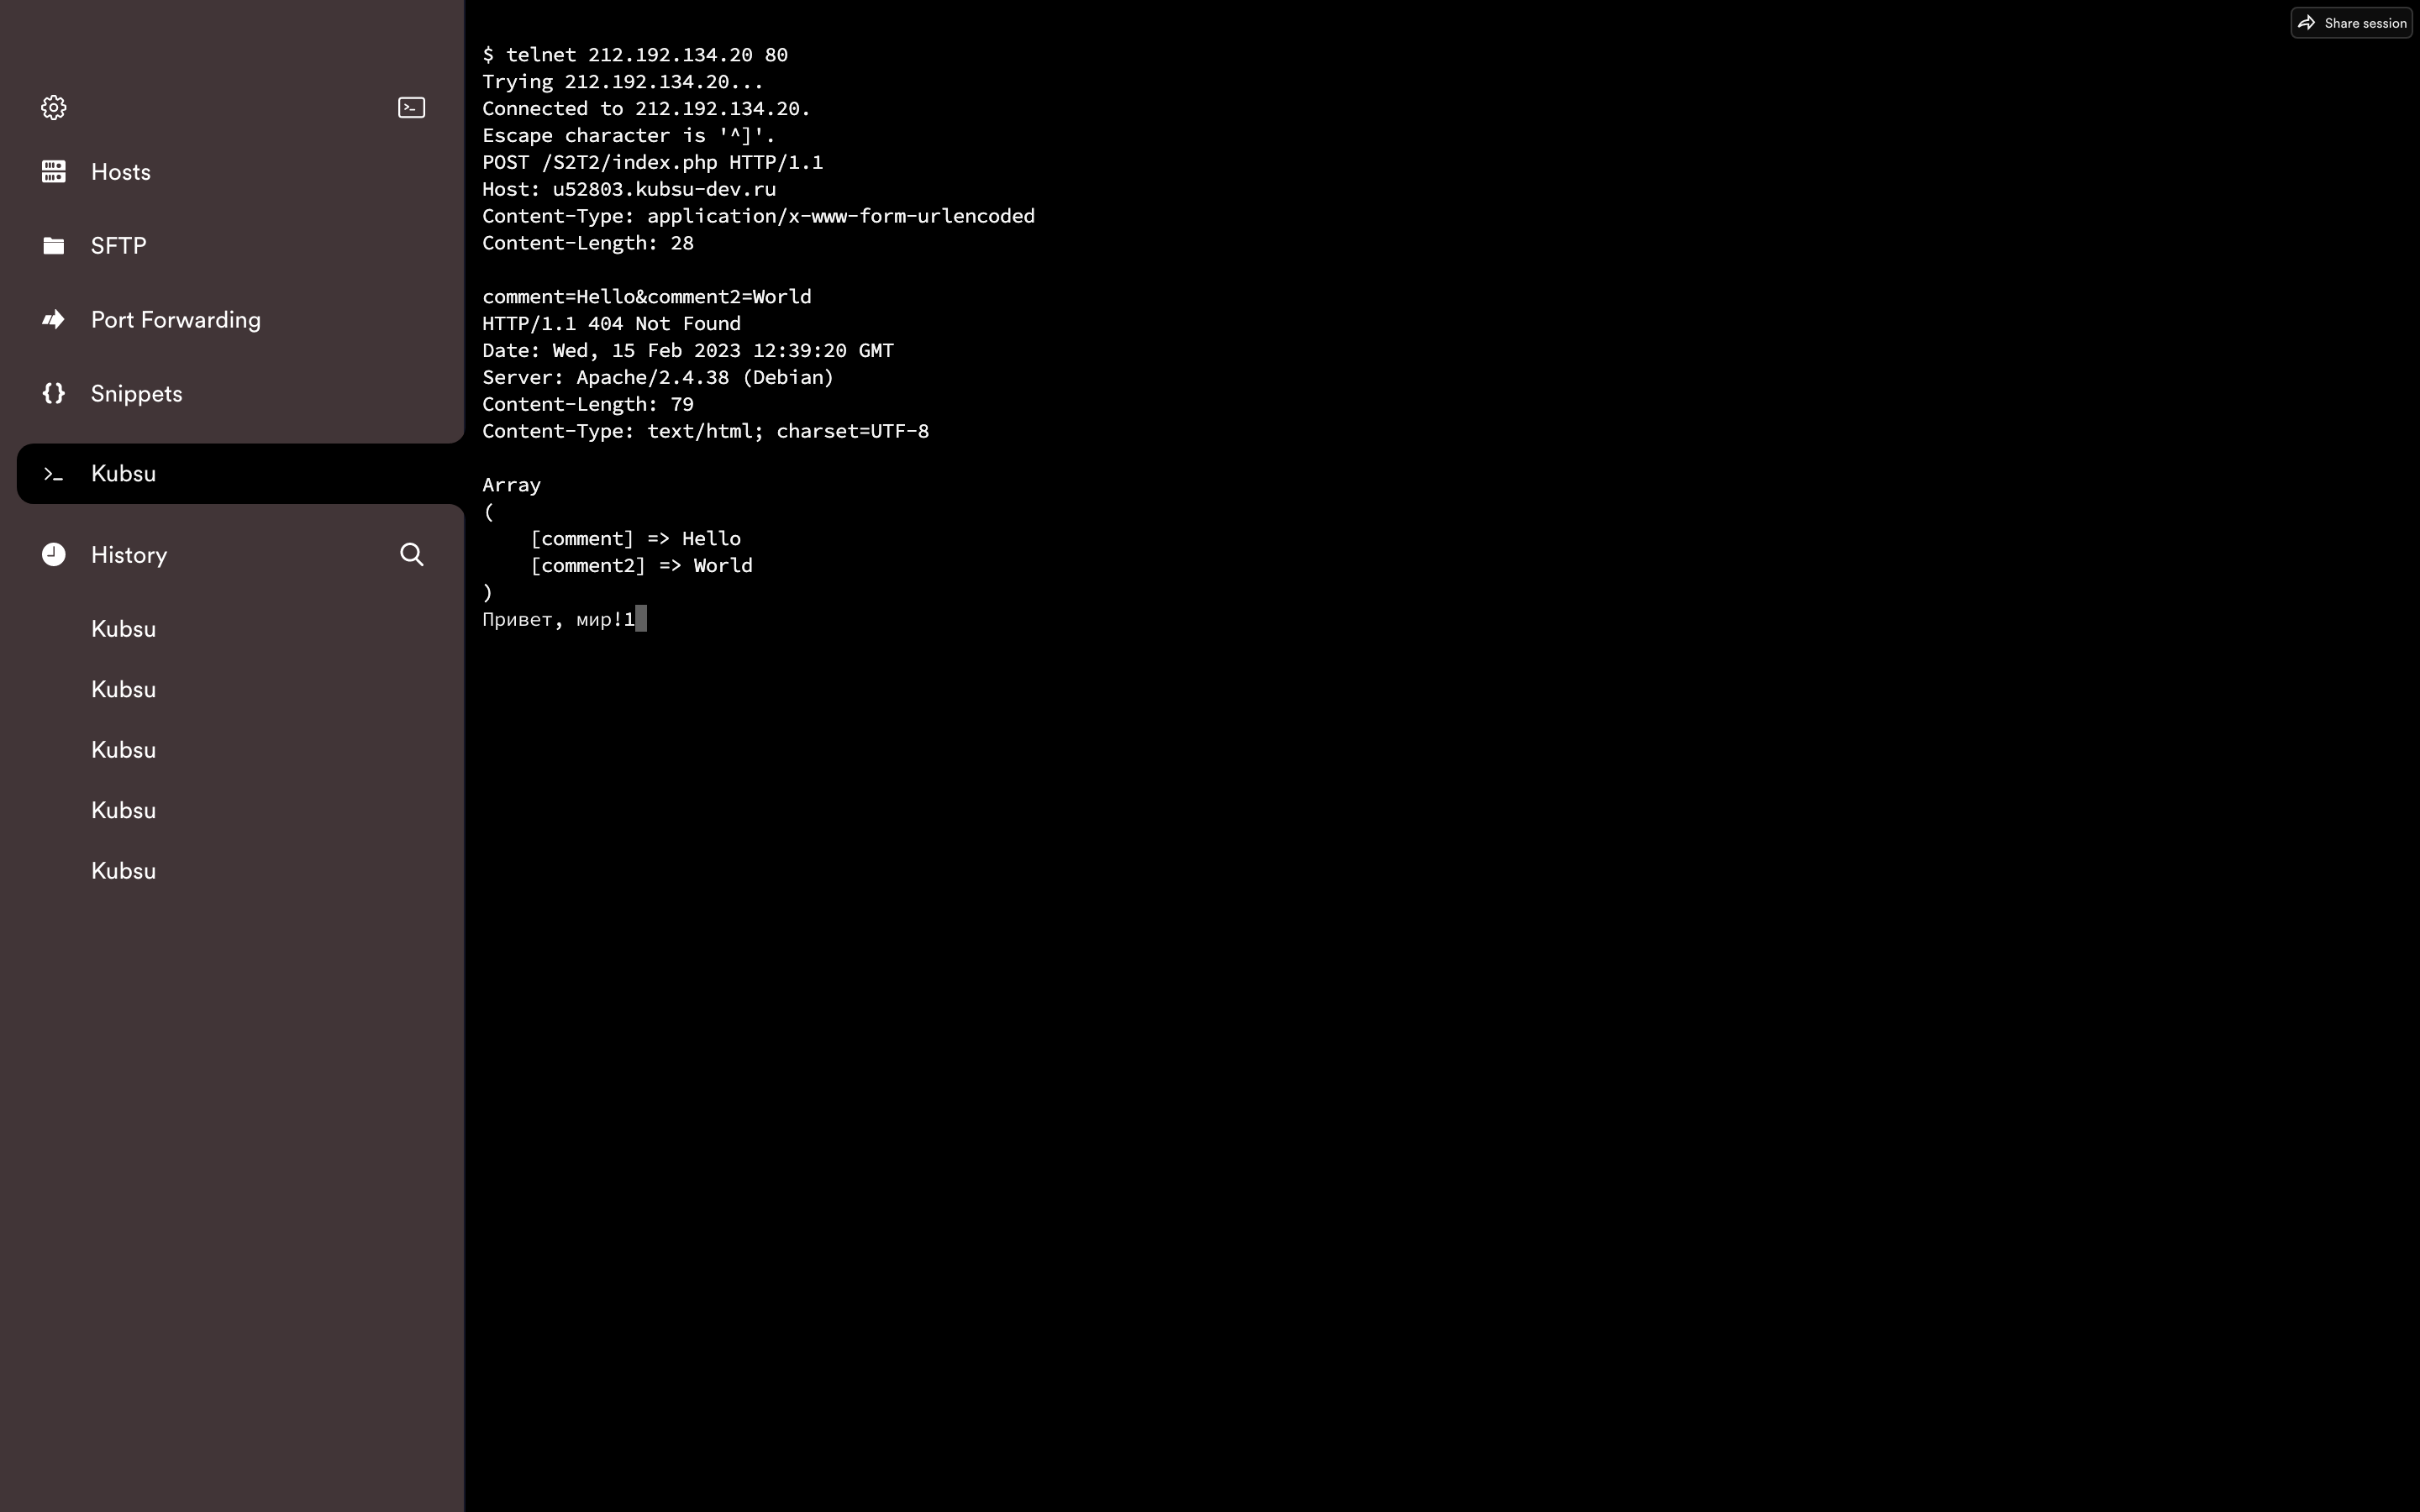 Share session
Hosts
SFTP
Port Forwarding
Snippets
Kubsu
History
Kubsu
Kubsu
Kubsu
Kubsu
Kubsu
$ telnet 212.192.134.20 80
Trying 212.192.134.20...
Connected to 212.192.134.20.
Escape character is '^]'.
POST /S2T2/index.php HTTP/1.1
Host: u52803.kubsu-dev.ru
Content-Type: application/x-www-form-urlencoded
Content-Length: 28

comment=Hello&comment2=World
HTTP/1.1 404 Not Found
Date: Wed, 15 Feb 2023 12:39:20 GMT
Server: Apache/2.4.38 (Debian)
Content-Length: 79
Content-Type: text/html; charset=UTF-8

Array
(
    [comment] => Hello
    [comment2] => World
)
Привет, мир!1